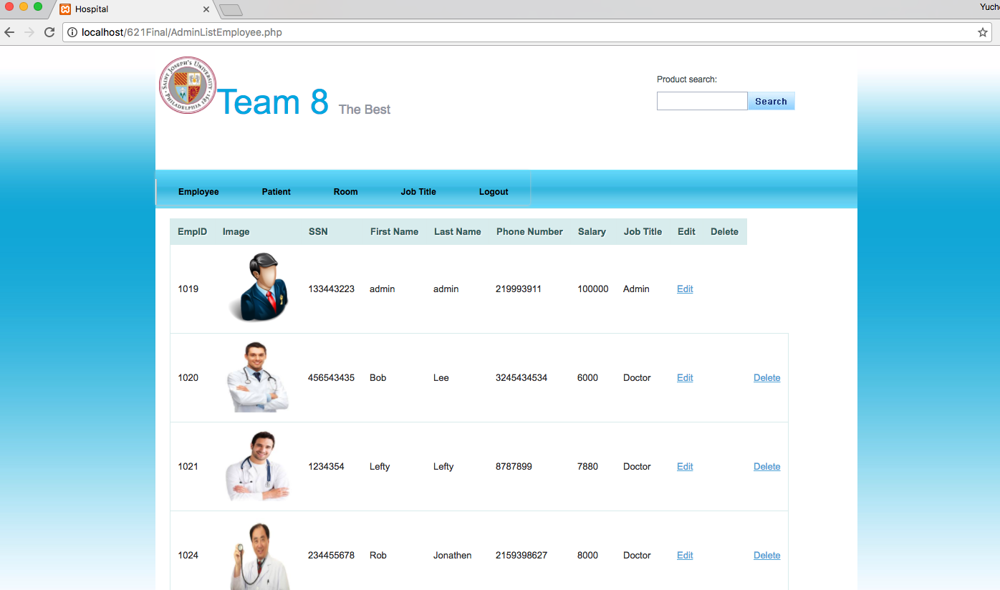 Hospital
Yuch
localhost/621Final/AdminListEmployee.php
SAINT JOSEPH'S UNIVERSITY
PHILADELPHIA 1851
Team 8 The Best
Product search:
Search
Employee Patient Room Job Title Logout
EmpID Image SSN First Name Last Name Phone Number Salary Job Title Edit Delete
1019 133443223 admin admin 219993911 100000 Admin Edit
1020 456543435 Bob Lee 3245434534 6000 Doctor Edit Delete
1021 1234354 Lefty Lefty 8787899 7880 Doctor Edit Delete
1024 234455678 Rob Jonathen 2159398627 8000 Doctor Edit Delete